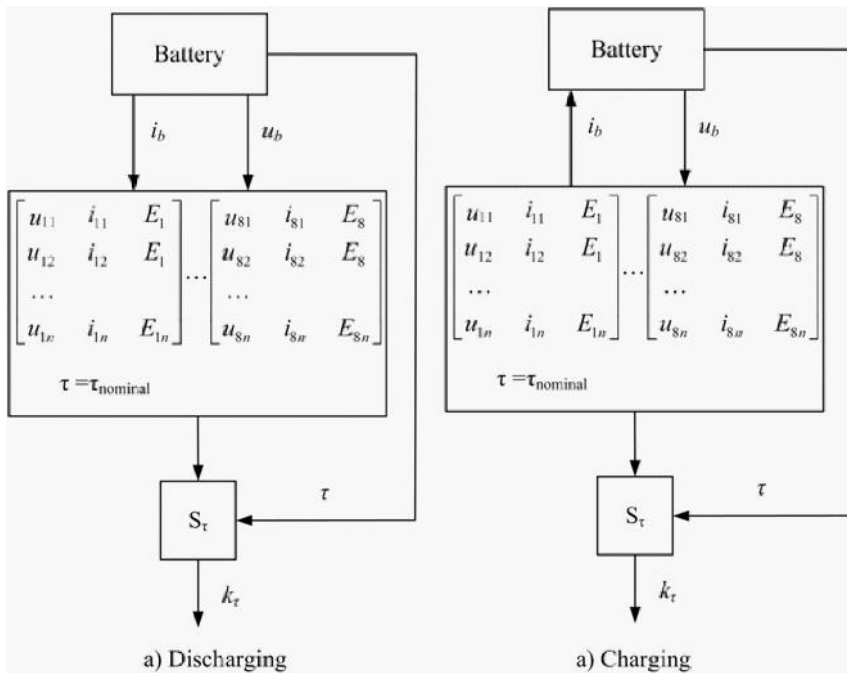 Battery
i_b u_b
u_11 i_11 E_1 u_81 i_81 E_8
u_12 i_12 E_1 ... u_82 i_82 E_8
... ...
u_1n i_1n E_1n u_8n i_8n E_8n
τ =τ_nominal
τ
S_τ
k_τ
a) Discharging
Battery
i_b u_b
u_11 i_11 E_1 u_81 i_81 E_8
u_12 i_12 E_1 ... u_82 i_82 E_8
... ...
u_1n i_1n E_1n u_8n i_8n E_8n
τ =τ_nominal
τ
S_τ
k_τ
a) Charging